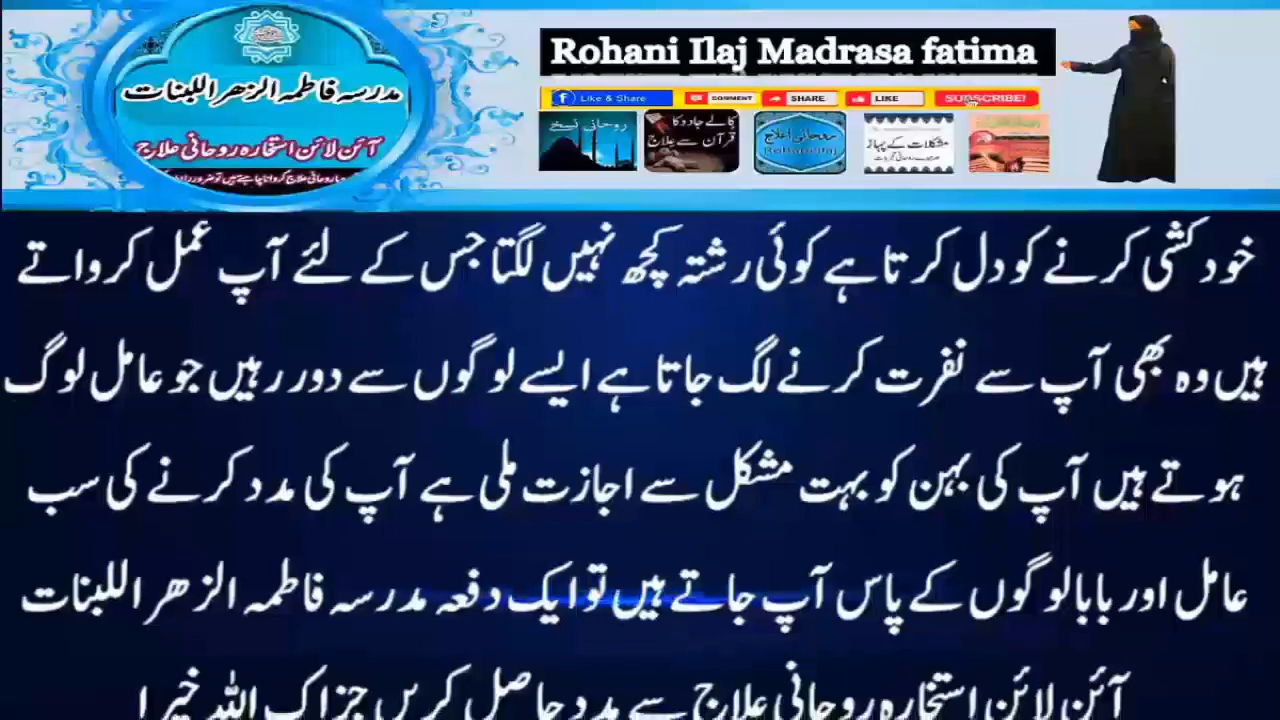 مدرسہ فاطمہ الزھراللبنات
آئن لائن استخارہ روحانی علاج
Rohani Ilaj Madrasa fatima
Like & Share
COMMENT
SHARE
LIKE
SUBSCRIBE!
روحانی نسخے
کالے جادو کا
قرآن سے علاج
روحانی علاج
مشکلات کے پہاڑ
خود کشی کرنے کو دل کرتا ہے کوئی رشتہ کچھ نہیں لگتا جس کے لئے آپ عمل کرواتے
ہیں وہ بھی آپ سے نفرت کرنے لگ جاتا ہے ایسے لوگوں سے دور رہیں جو عامل لوگ
ہوتے ہیں آپ کی بہن کو بہت مشکل سے اجازت ملی ہے آپ کی مدد کرنے کی سب
عامل اور بابا لوگوں کے پاس آپ جاتے ہیں تو ایک دفعہ مدرسہ فاطمہ الزھراللبنات
آئن لائن استخارہ روحانی علاج سے مدد حاصل کریں جزاک اللہ خیرا